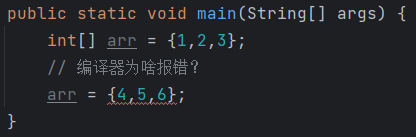 public static void main(String[] args) {
int[] arr = {1,2,3};
// 编译器为啥报错?
arr = {4,5,6};
}